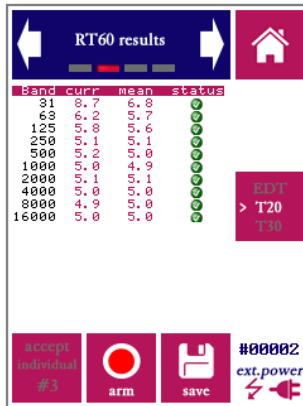 RT60 results
Band curr mean status
31 8.7 6.8
63 6.2 5.7
125 5.8 5.6
250 5.1 5.1
500 5.2 5.0
1000 5.0 4.9
2000 5.1 5.1
4000 5.0 5.0
8000 4.9 5.0
16000 5.0 5.0
EDT
> T20
T30
accept
individual
#3
arm
save
#00002
ext.power